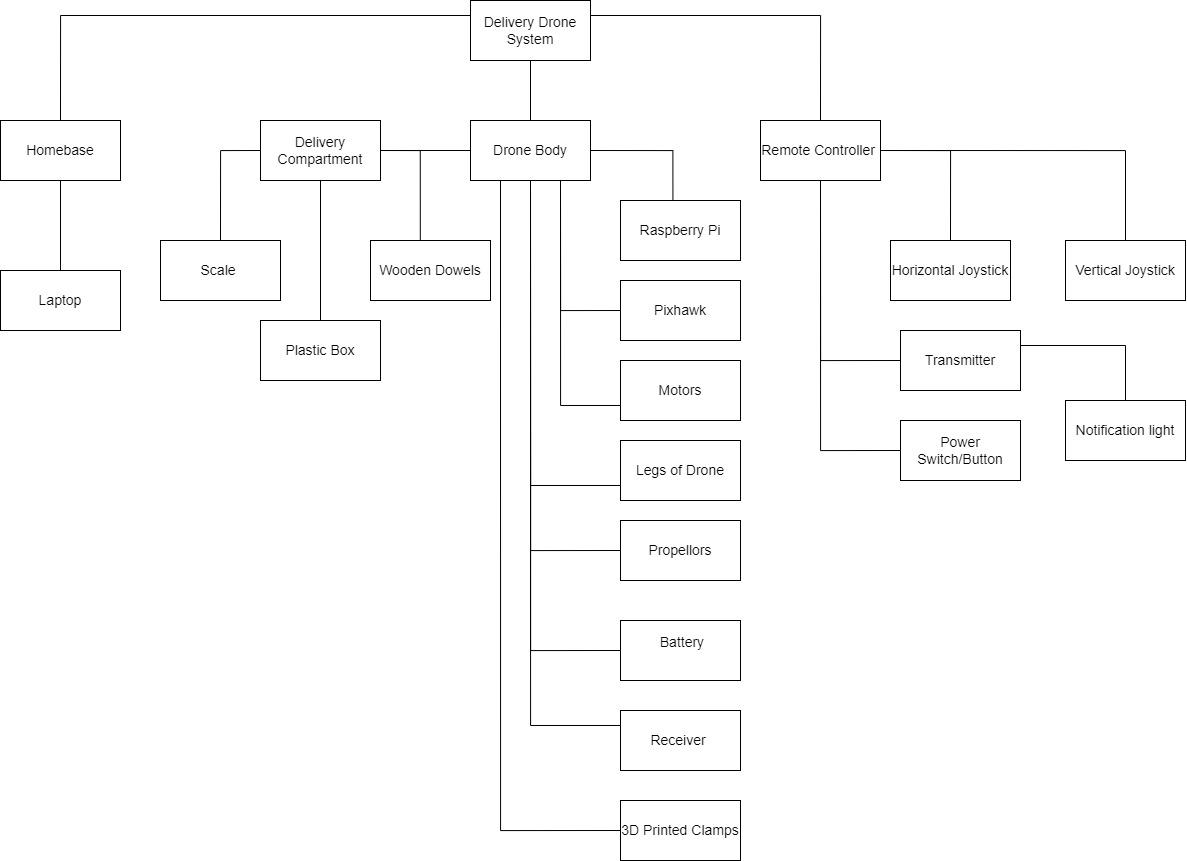 Delivery Drone
System
Homebase
Delivery
Compartment
Drone Body
Remote Controller
Raspberry Pi
Scale
Wooden Dowels
Horizontal Joystick
Vertical Joystick
Laptop
Pixhawk
Plastic Box
Transmitter
Motors
Notification light
Power
Switch/Button
Legs of Drone
Propellors
Battery
Receiver
3D Printed Clamps